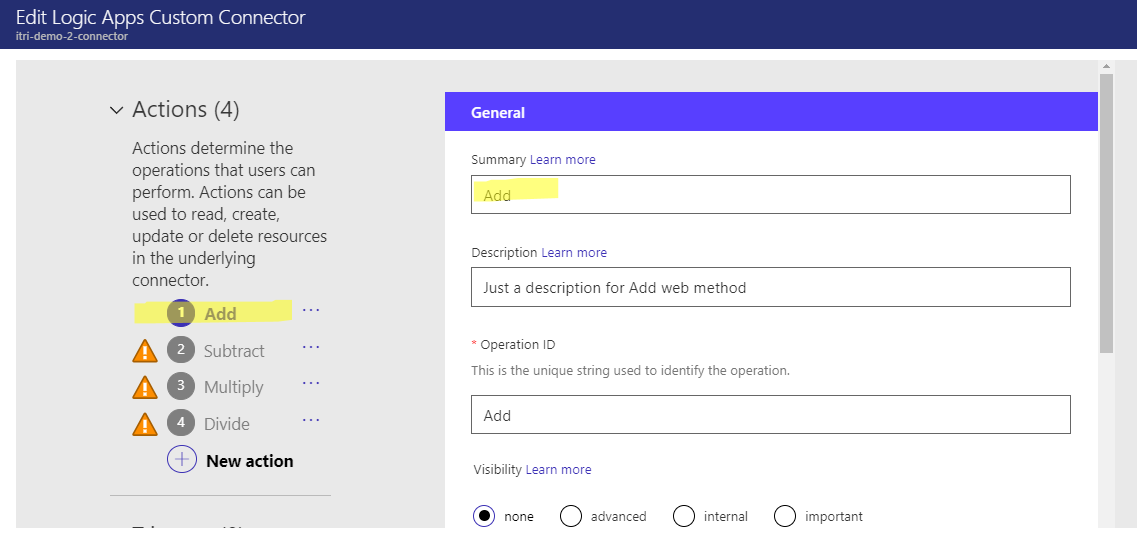 Edit Logic Apps Custom Connector
itri-demo-2-connector
Actions (4)
Actions determine the
operations that users can
perform. Actions can be
used to read, create,
update or delete resources
in the underlying
connector.
1 Add ...
2 Subtract ...
3 Multiply ...
4 Divide ...
New action
General
Summary Learn more
Add
Description Learn more
Just a description for Add web method
* Operation ID
This is the unique string used to identify the operation.
Add
Visibility Learn more
none advanced internal important